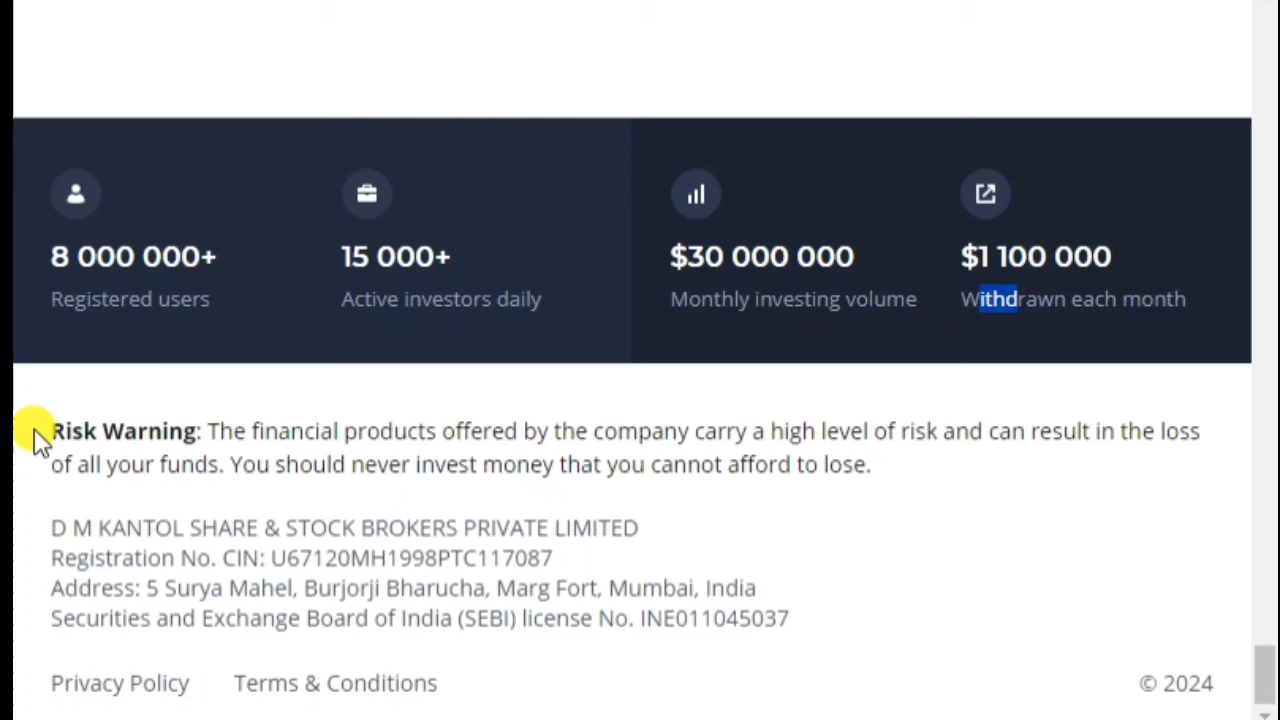 8 000 000+
Registered users
15 000+
Active investors daily
$30 000 000
Monthly investing volume
$1 100 000
Withdrawn each month
Risk Warning: The financial products offered by the company carry a high level of risk and can result in the loss
of all your funds. You should never invest money that you cannot afford to lose.
D M KANTOL SHARE & STOCK BROKERS PRIVATE LIMITED
Registration No. CIN: U67120MH1998PTC117087
Address: 5 Surya Mahel, Burjorji Bharucha, Marg Fort, Mumbai, India
Securities and Exchange Board of India (SEBI) license No. INE011045037
Privacy Policy
Terms & Conditions
© 2024